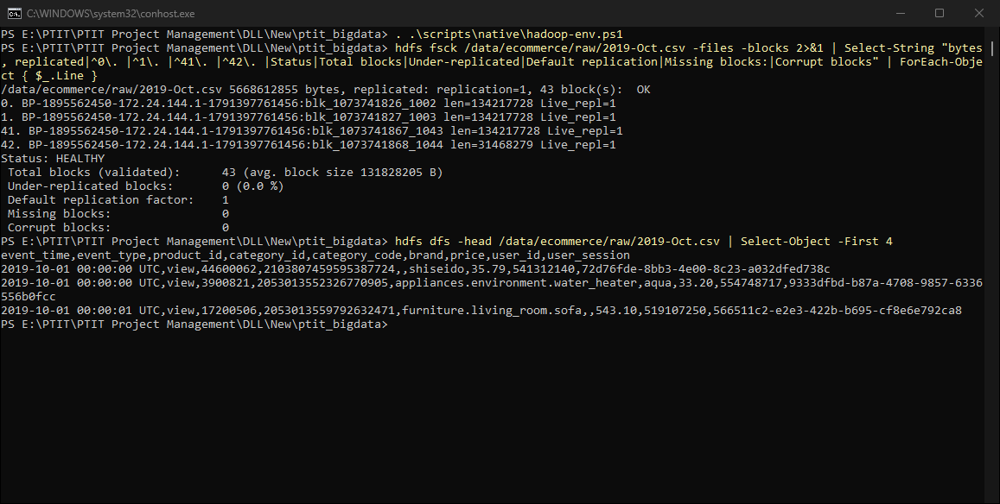 C:\WINDOWS\system32\conhost.exe
PS E:\PTIT\PTIT Project Management\DLL\New\ptit_bigdata> . .\scripts\native\hadoop-env.ps1
PS E:\PTIT\PTIT Project Management\DLL\New\ptit_bigdata> hdfs fsck /data/ecommerce/raw/2019-Oct.csv -files -blocks 2>&1 | Select-String "bytes
, replicated|^0\. |^1\. |^41\. |^42\. |Status|Total blocks|Under-replicated|Default replication|Missing blocks:|Corrupt blocks" | ForEach-Obje
ct { $_.Line }
/data/ecommerce/raw/2019-Oct.csv 5668612855 bytes, replicated: replication=1, 43 block(s):  OK
0. BP-1895562450-172.24.144.1-1791397761456:blk_1073741826_1002 len=134217728 Live_repl=1
1. BP-1895562450-172.24.144.1-1791397761456:blk_1073741827_1003 len=134217728 Live_repl=1
41. BP-1895562450-172.24.144.1-1791397761456:blk_1073741867_1043 len=134217728 Live_repl=1
42. BP-1895562450-172.24.144.1-1791397761456:blk_1073741868_1044 len=31468279 Live_repl=1
Status: HEALTHY
 Total blocks (validated):      43 (avg. block size 131828205 B)
 Under-replicated blocks:       0 (0.0 %)
 Default replication factor:    1
 Missing blocks:                0
 Corrupt blocks:                0
PS E:\PTIT\PTIT Project Management\DLL\New\ptit_bigdata> hdfs dfs -head /data/ecommerce/raw/2019-Oct.csv | Select-Object -First 4
event_time,event_type,product_id,category_id,category_code,brand,price,user_id,user_session
2019-10-01 00:00:00 UTC,view,44600062,2103807459595387724,,shiseido,35.79,541312140,72d76fde-8bb3-4e00-8c23-a032dfed738c
2019-10-01 00:00:00 UTC,view,3900821,2053013552326770905,appliances.environment.water_heater,aqua,33.20,554748717,9333dfbd-b87a-4708-9857-6336
556b0fcc
2019-10-01 00:00:01 UTC,view,17200506,2053013559792632471,furniture.living_room.sofa,,543.10,519107250,566511c2-e2e3-422b-b695-cf8e6e792ca8
PS E:\PTIT\PTIT Project Management\DLL\New\ptit_bigdata>